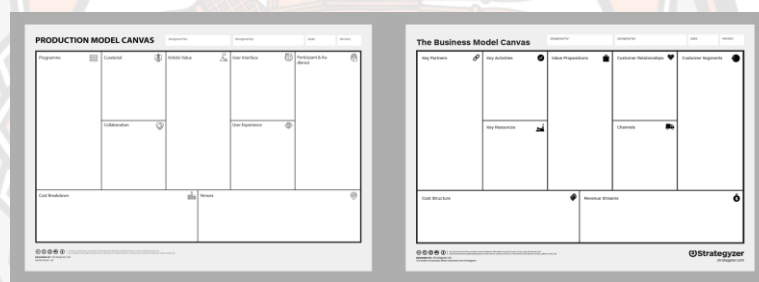 PRODUCTION MODEL CANVAS
Designed for:
Designed by:
Date:
Version:
Programme
Curatorial
Artistic Value
User Interface
Participant & Audience
Collaboration
User Experience
Cost Breakdown
Venues
The Business Model Canvas
Designed for:
Designed by:
Date:
Version:
Key Partners
Key Activities
Value Propositions
Customer Relationships
Customer Segments
Key Resources
Channels
Cost Structure
Revenue Streams
Strategyzer
strategyzer.com